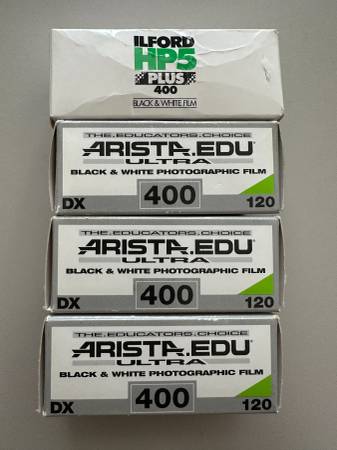 ILFORD
HP5
PLUS
400
BLACK & WHITE FILM
THE.EDUCATORS.CHOICE
ARISTA.EDU®
ULTRA
BLACK & WHITE PHOTOGRAPHIC FILM
DX 400 120
THE.EDUCATORS.CHOICE
ARISTA.EDU®
ULTRA
BLACK & WHITE PHOTOGRAPHIC FILM
DX 400 120
THE.EDUCATORS.CHOICE
ARISTA.EDU®
ULTRA
BLACK & WHITE PHOTOGRAPHIC FILM
DX 400 120